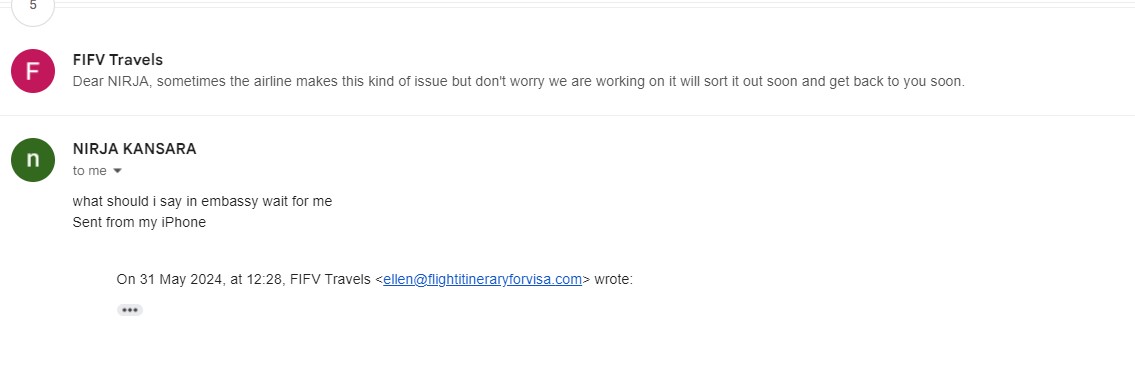 5
F
FIFV Travels
Dear NIRJA, sometimes the airline makes this kind of issue but don't worry we are working on it will sort it out soon and get back to you soon.
n
NIRJA KANSARA
to me
what should i say in embassy wait for me
Sent from my iPhone
On 31 May 2024, at 12:28, FIFV Travels <ellen@flightitineraryforvisa.com> wrote: